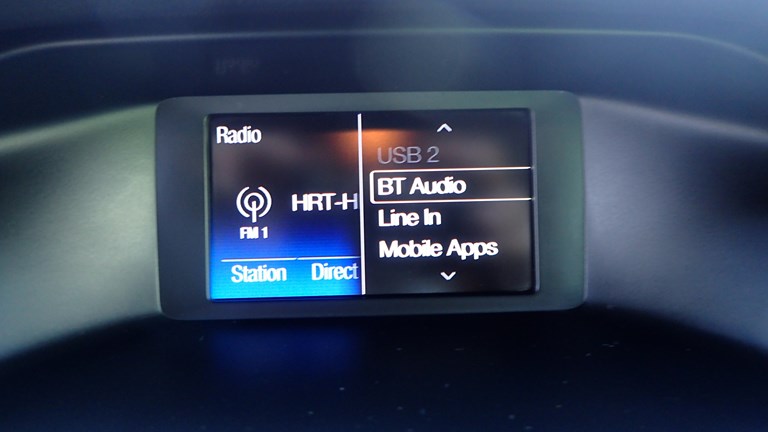 Radio
HRT-H
FM 1
Station Direct
USB 2
BT Audio
Line In
Mobile Apps